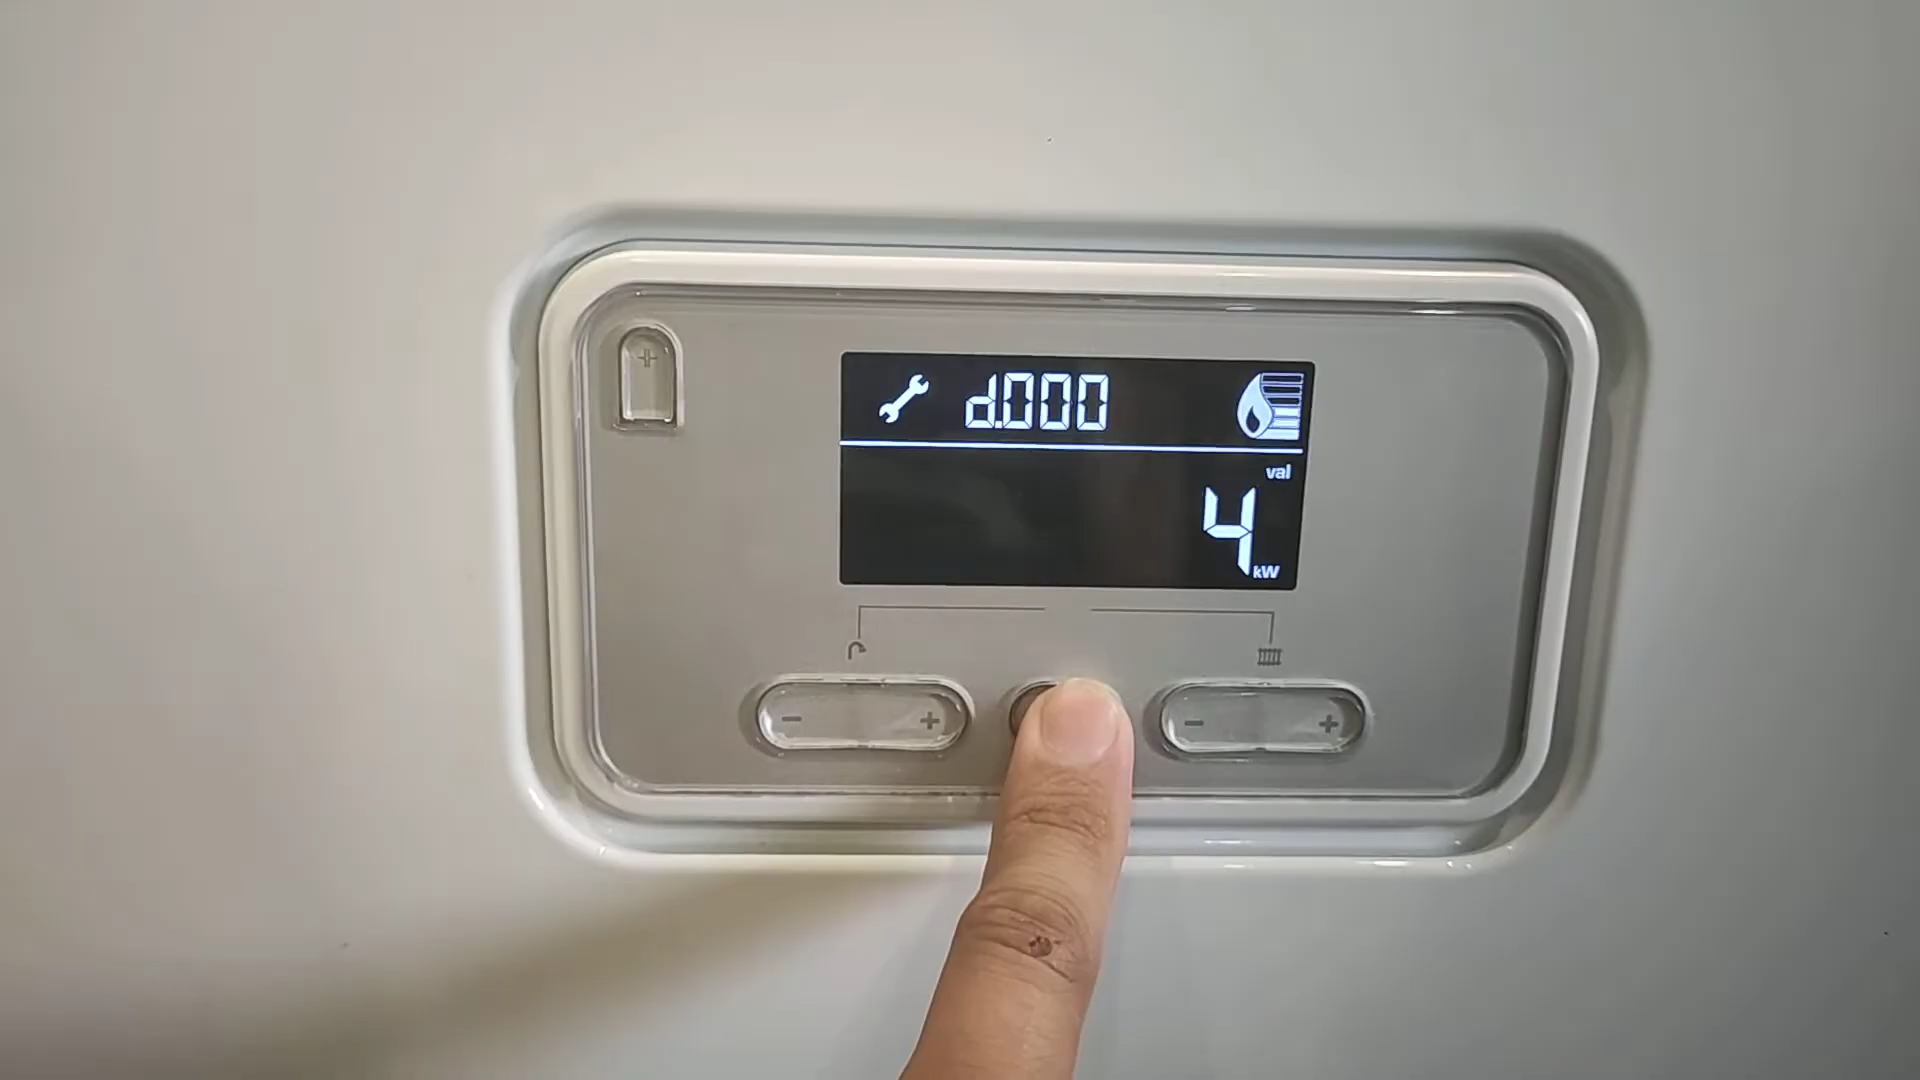 d.000
val
4
kW
- +
- +